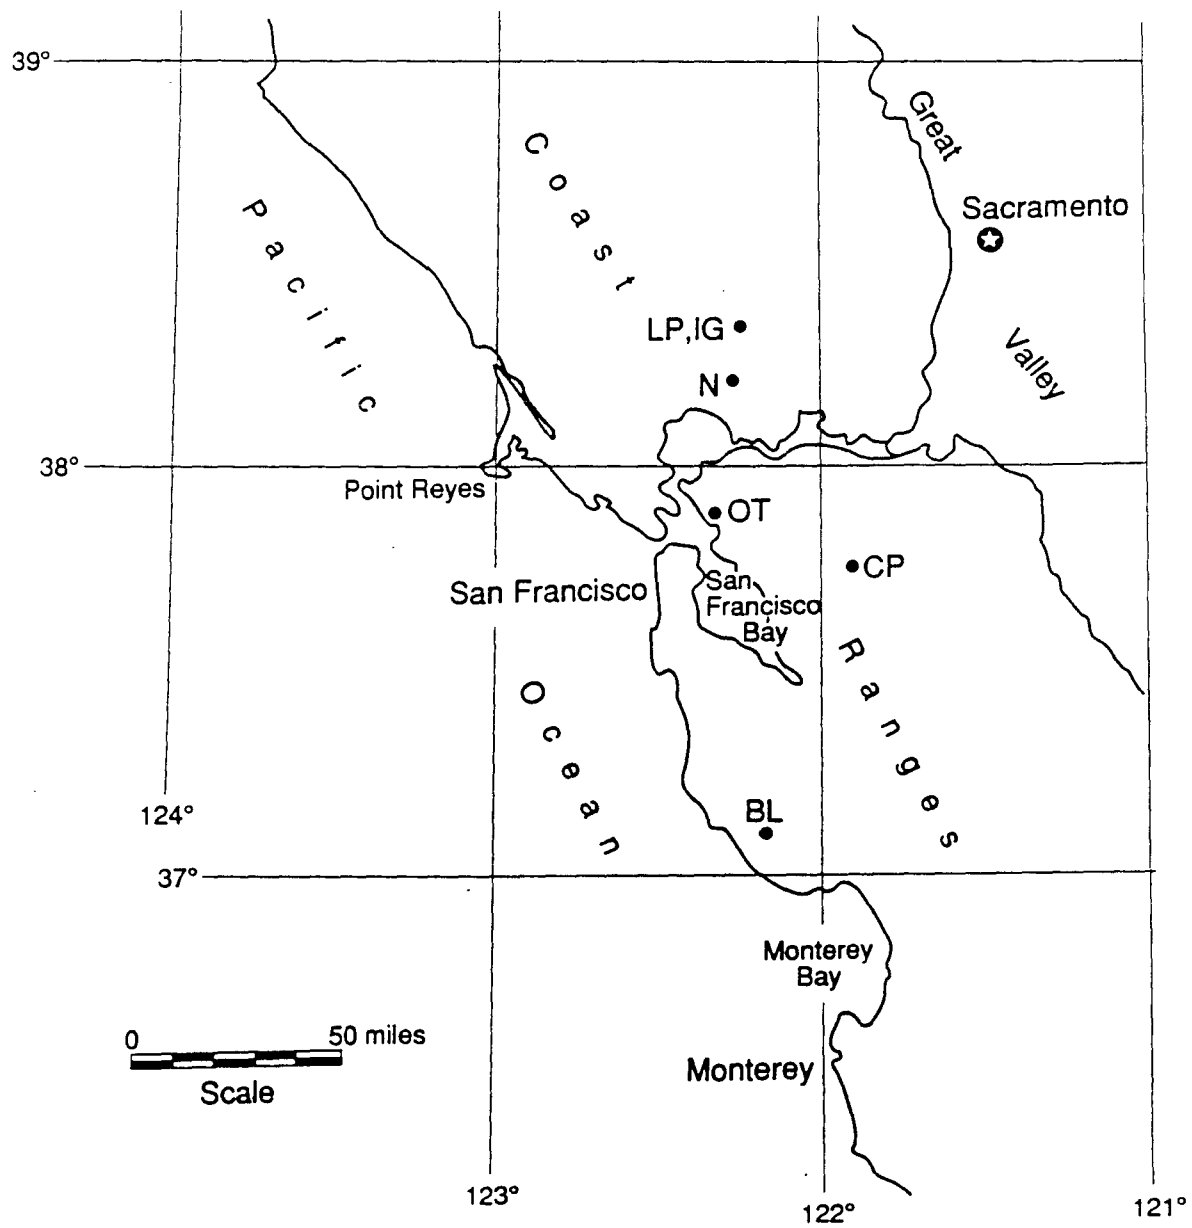 39°
Great
Coast
Sacramento
Pacific
LP,IG
Valley
N
38°
Point Reyes
OT
CP
San Francisco
San
Francisco
Bay
Ranges
Ocean
124°
BL
37°
Monterey
Bay
0 50 miles
Scale
Monterey
123°
122°
121°